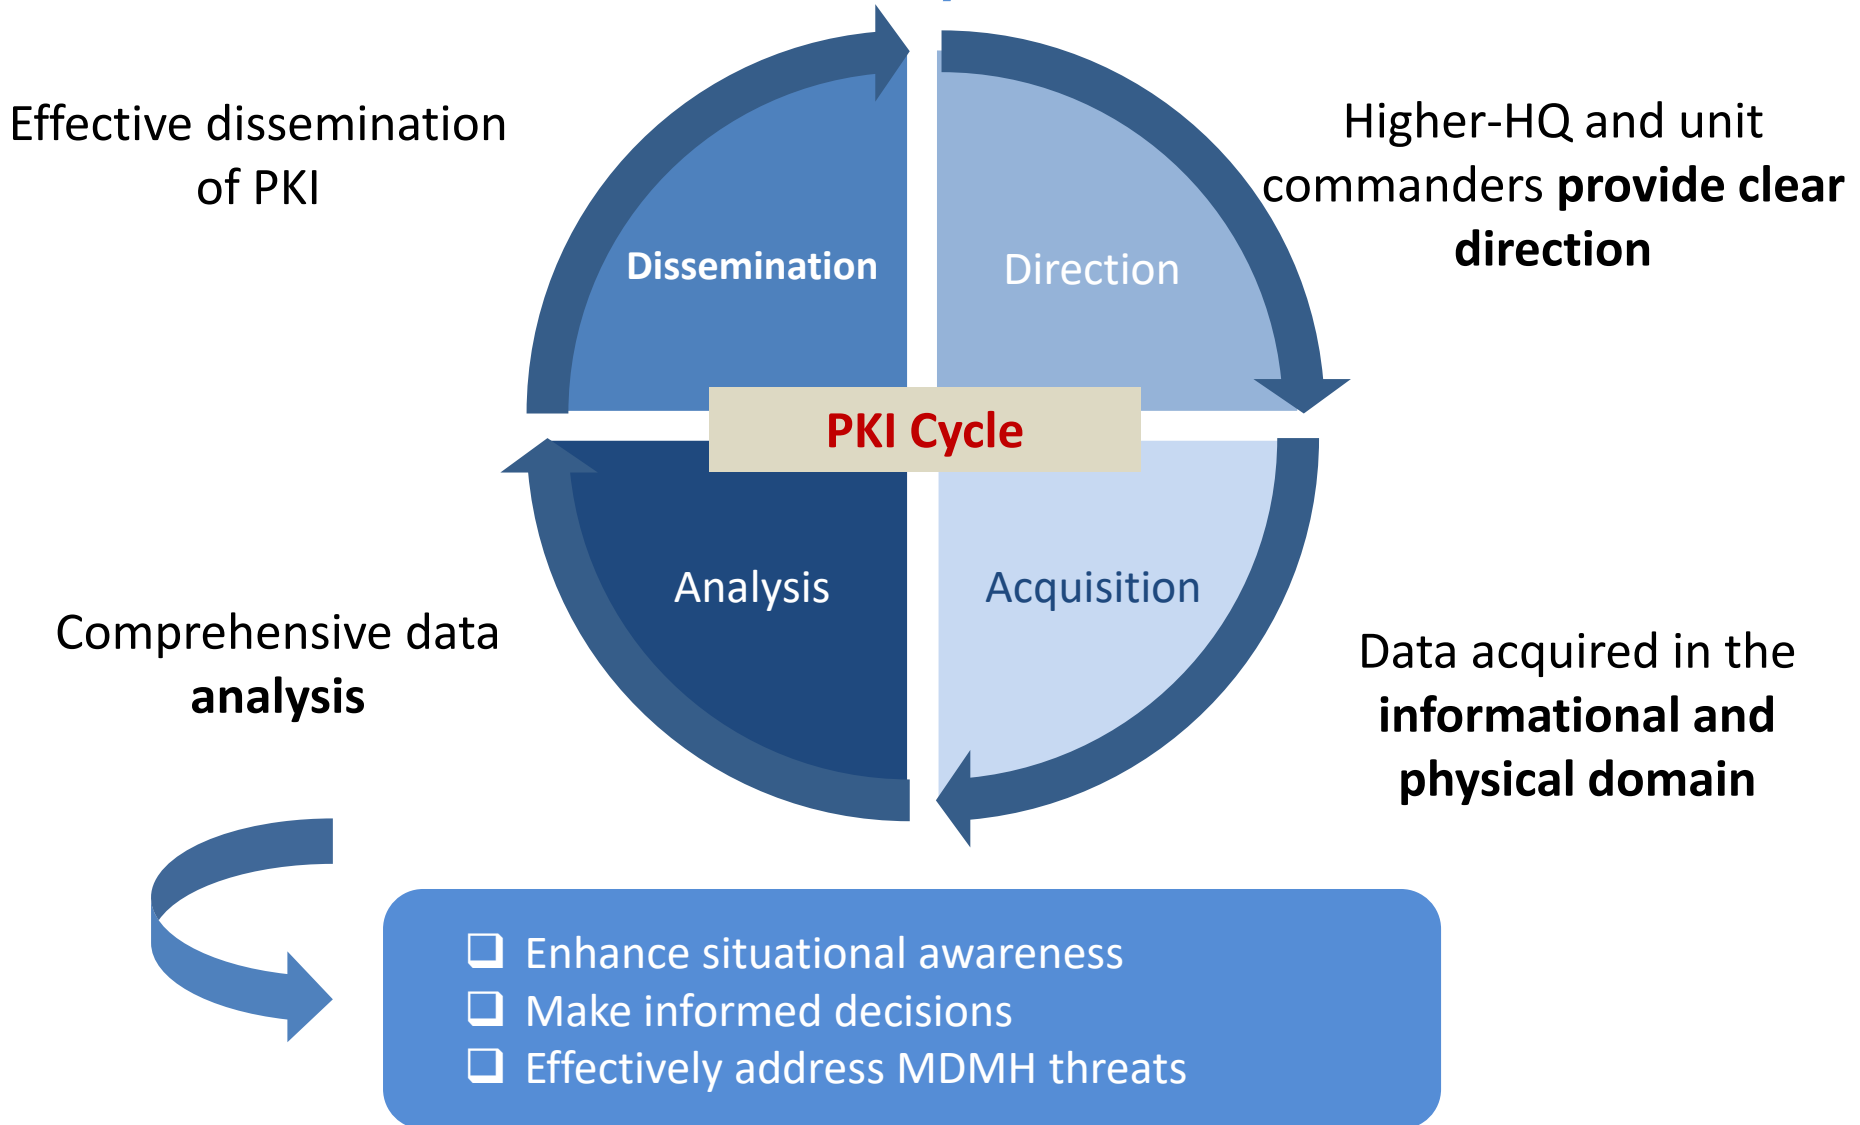 Effective dissemination
of PKI
Higher-HQ and unit
commanders provide clear
direction
Dissemination
Direction
PKI Cycle
Analysis
Acquisition
Comprehensive data
analysis
Data acquired in the
informational and
physical domain
❑ Enhance situational awareness
❑ Make informed decisions
❑ Effectively address MDMH threats